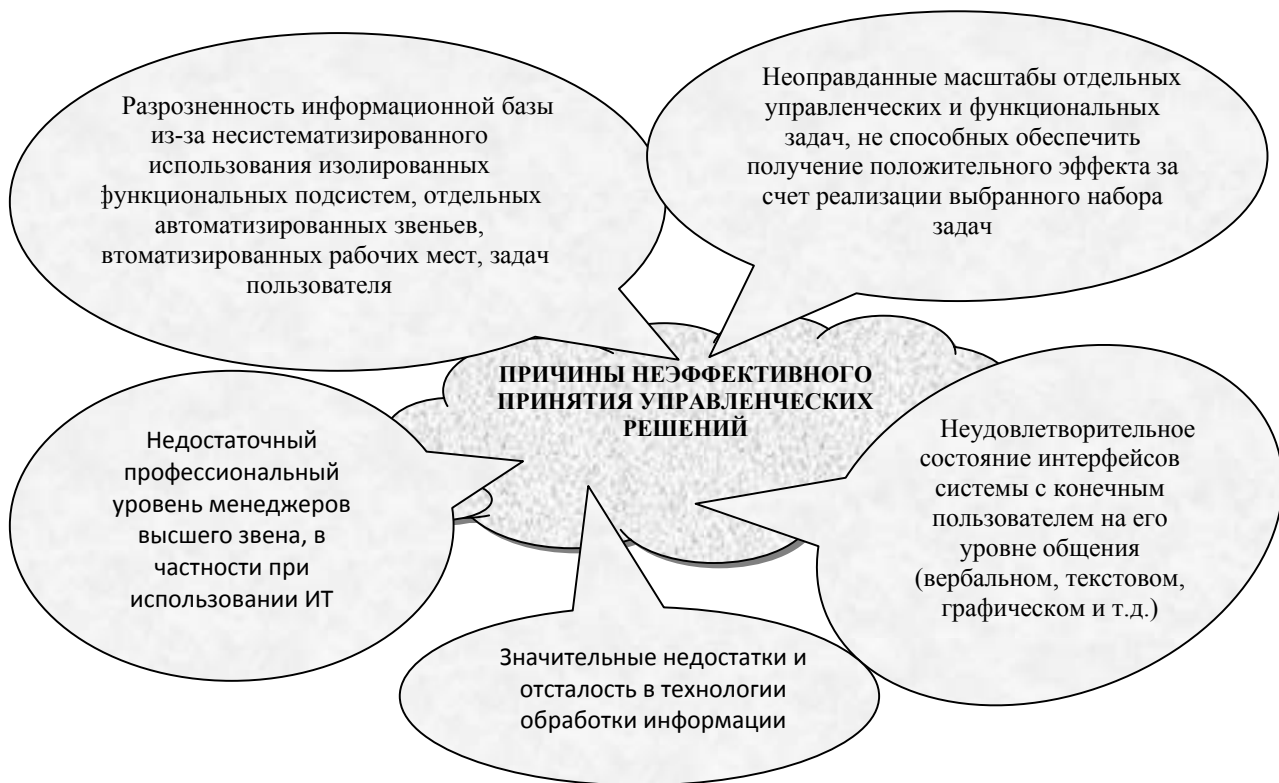 Разрозненность информационной базы
из-за несистематизированного
использования изолированных
функциональных подсистем, отдельных
автоматизированных звеньев,
втоматизированных рабочих мест, задач
пользователя
Неоправданные масштабы отдельных
управленческих и функциональных
задач, не способных обеспечить
получение положительного эффекта за
счет реализации выбранного набора
задач
ПРИЧИНЫ НЕЭФФЕКТИВНОГО
ПРИНЯТИЯ УПРАВЛЕНЧЕСКИХ
РЕШЕНИЙ
Недостаточный
профессиональный
уровень менеджеров
высшего звена, в
частности при
использовании ИТ
Неудовлетворительное
состояние интерфейсов
системы с конечным
пользователем на его
уровне общения
(вербальном, текстовом,
графическом и т.д.)
Значительные недостатки и
отсталость в технологии
обработки информации